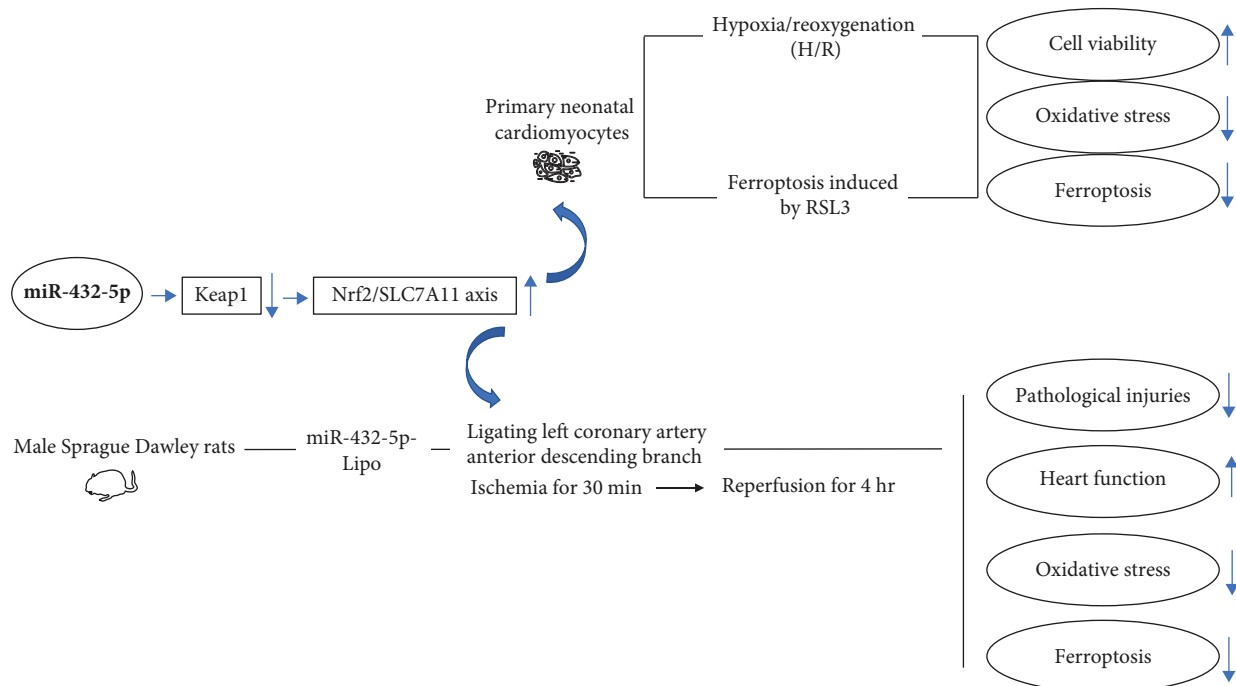 Hypoxia/reoxygenation
(H/R)
Cell viability
Primary neonatal
cardiomyocytes
Oxidative stress
Ferroptosis induced
by RSL3
Ferroptosis
miR-432-5p
Keap1
Nrf2/SLC7A11 axis
Male Sprague Dawley rats
miR-432-5p-
Lipo
Ligating left coronary artery
anterior descending branch
Ischemia for 30 min
Reperfusion for 4 hr
Pathological injuries
Heart function
Oxidative stress
Ferroptosis